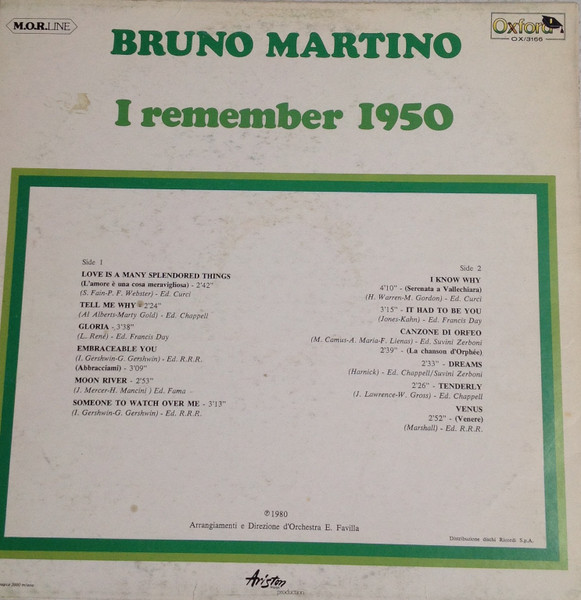 M.O.R.LINE
Oxford
OX/3166
BRUNO MARTINO
I remember 1950
Side 1
LOVE IS A MANY SPLENDORED THINGS
(L'amore è una cosa meravigliosa) - 2'42"
(S. Fain-P. F. Webster) - Ed. Curci
TELL ME WHY - 2'24"
(Al Alberts-Marty Gold) - Ed. Chappell
GLORIA - 3'38"
(L. René) - Ed. Francis Day
EMBRACEABLE YOU
(I. Gershwin-G. Gershwin) - Ed. R.R.R.
(Abbracciami) - 3'09"
MOON RIVER - 2'53"
(J. Mercer-H. Mancini) Ed. Fama
SOMEONE TO WATCH OVER ME - 3'13"
(I. Gershwin-G. Gershwin) - Ed. R.R.R.
Side 2
I KNOW WHY
4'10" - (Serenata a Vallechiara)
(H. Warren-M. Gordon) - Ed. Curci
3'15" - IT HAD TO BE YOU
(Jones-Kahn) - Ed. Francis Day
CANZONE DI ORFEO
(M. Camus-A. Maria-F. Llenas) - Ed. Suvini Zerboni
2'39" - (La chanson d'Orphée)
2'33" - DREAMS
(Harnick) - Ed. Chappell/Suvini Zerboni
2'26" - TENDERLY
(I. Lawrence-W. Gross) - Ed. Chappell
VENUS
2'52" - (Venere)
(Marshall) - Ed. R.R.R.
℗ 1980
Arrangiamenti e Direzione d'Orchestra E. Favilla
Distribuzione dischi Ricordi S.p.A.
Ariston
production